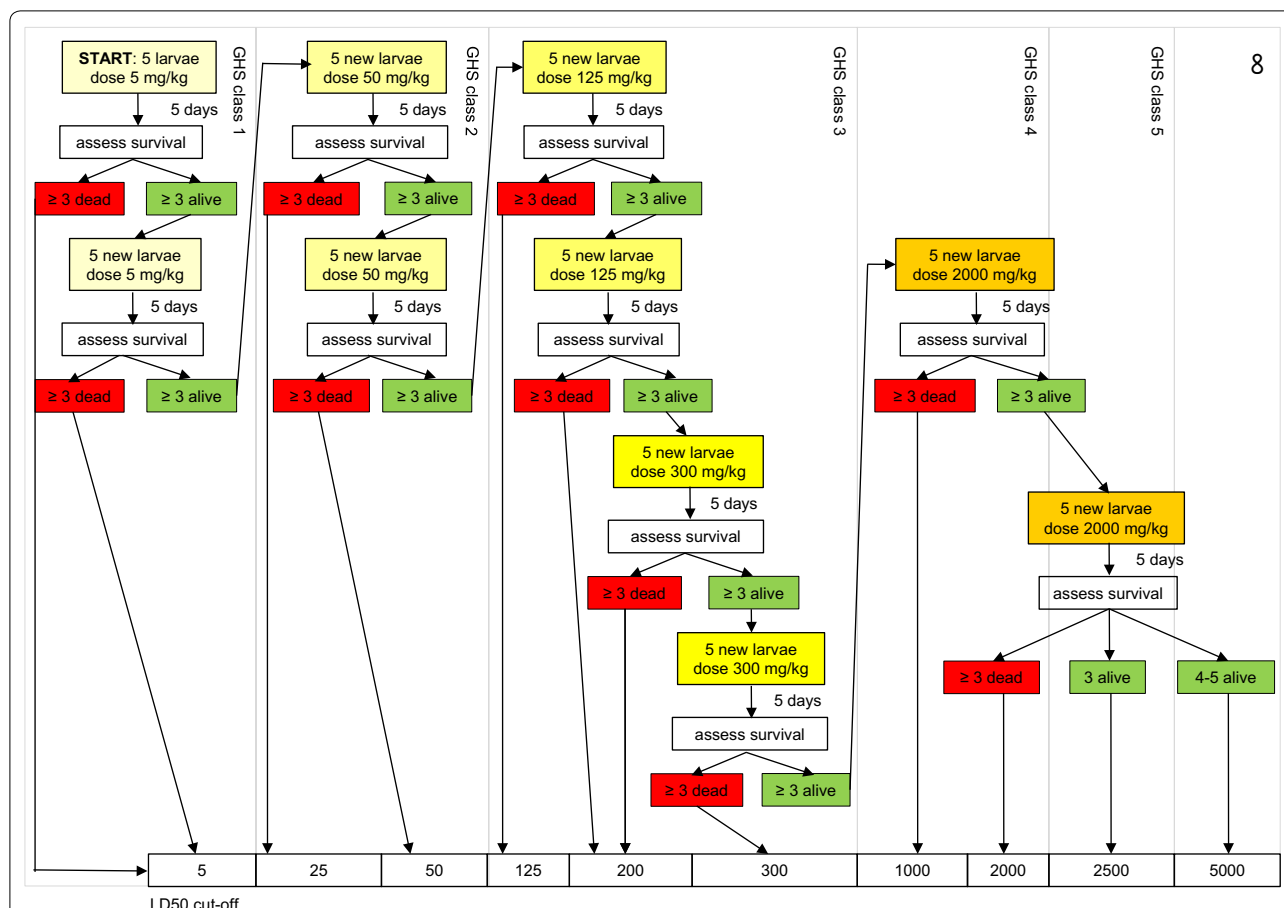 START: 5 larvae
dose 5 mg/kg
5 days
assess survival
≥ 3 dead
≥ 3 alive
5 new larvae
dose 5 mg/kg
5 days
assess survival
≥ 3 dead
≥ 3 alive
GHS class 1
5 new larvae
dose 50 mg/kg
5 days
assess survival
≥ 3 dead
≥ 3 alive
5 new larvae
dose 50 mg/kg
5 days
assess survival
≥ 3 dead
≥ 3 alive
GHS class 2
5 new larvae
dose 125 mg/kg
5 days
assess survival
≥ 3 dead
≥ 3 alive
5 new larvae
dose 125 mg/kg
5 days
assess survival
≥ 3 dead
≥ 3 alive
5 new larvae
dose 300 mg/kg
5 days
assess survival
≥ 3 dead
≥ 3 alive
5 new larvae
dose 300 mg/kg
5 days
assess survival
≥ 3 dead
≥ 3 alive
GHS class 3
5 new larvae
dose 2000 mg/kg
5 days
assess survival
≥ 3 dead
≥ 3 alive
GHS class 4
5 new larvae
dose 2000 mg/kg
5 days
assess survival
≥ 3 dead
3 alive
4-5 alive
GHS class 5
8
5
25
50
125
200
300
1000
2000
2500
5000
LD50 cut-off